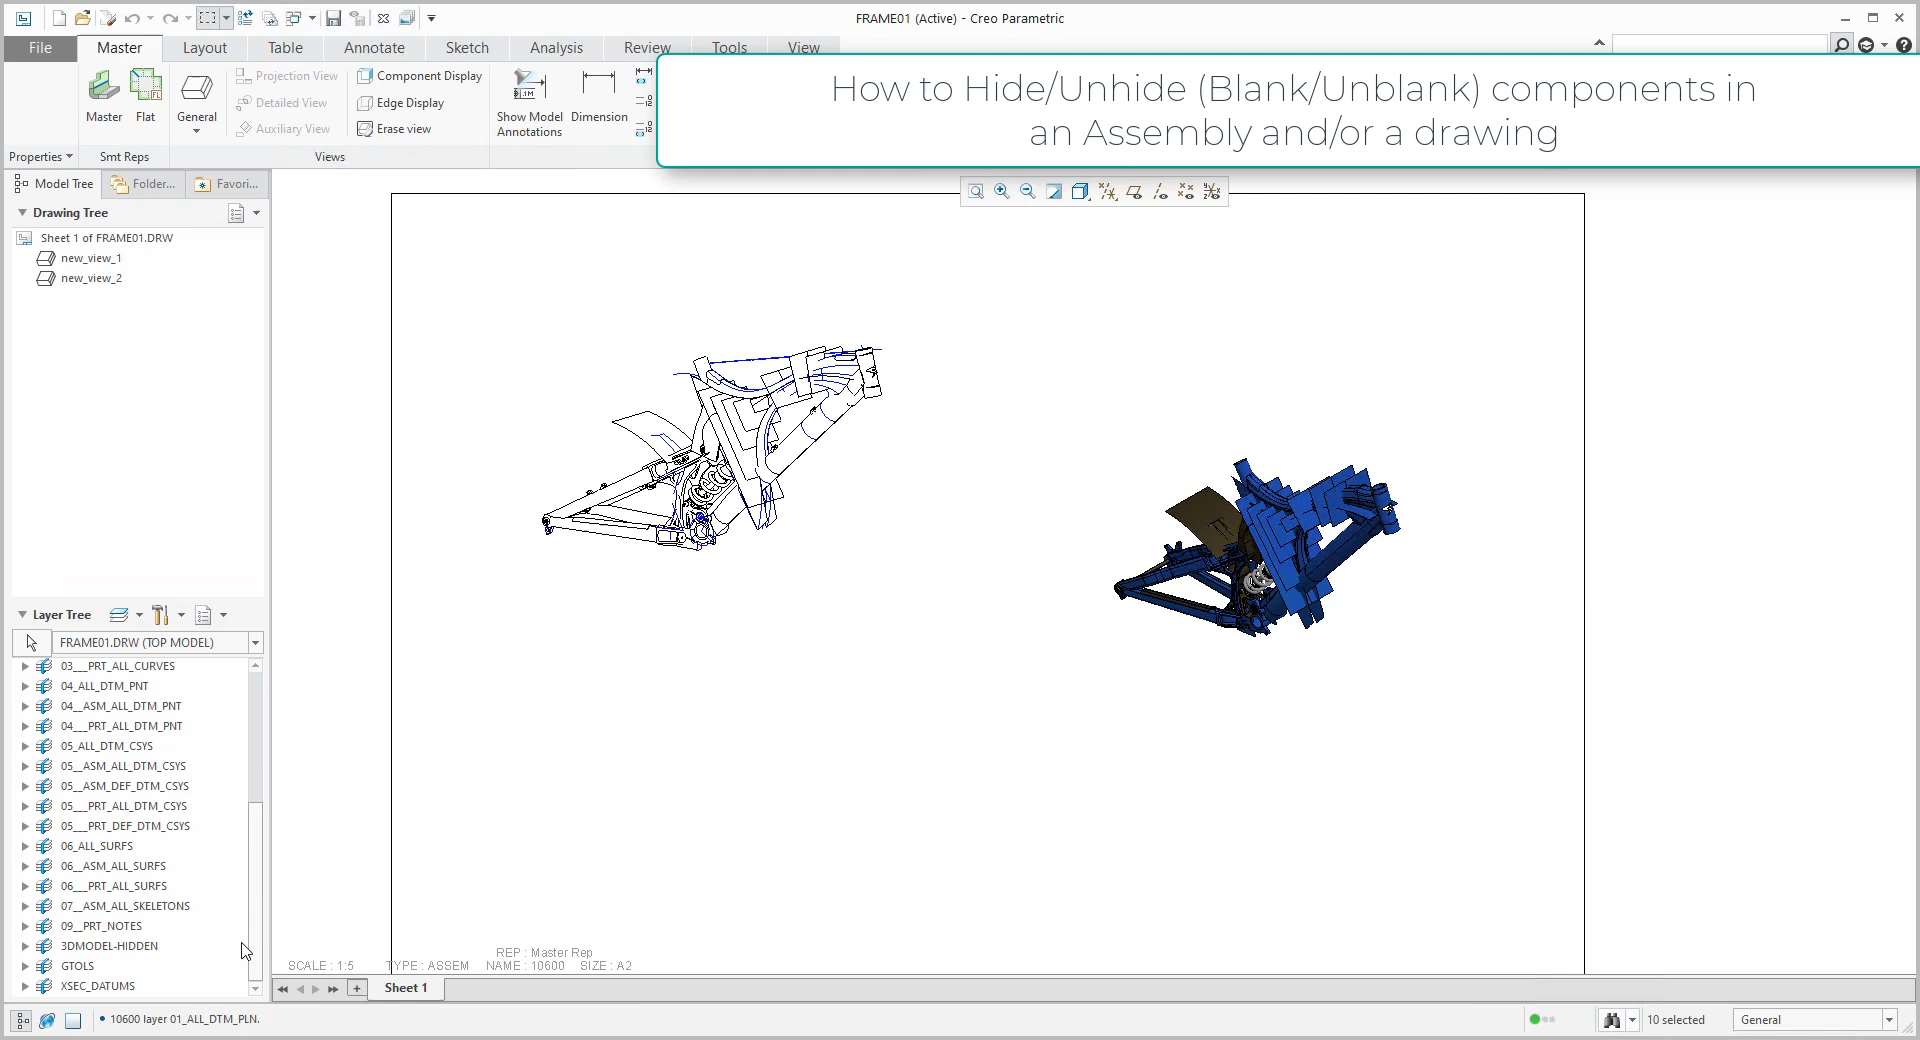 FRAME01 (Active) - Creo Parametric
File
Master
Layout
Table
Annotate
Sketch
Analysis
Review
Tools
View
How to Hide/Unhide (Blank/Unblank) components in
an Assembly and/or a drawing
Master
Flat
General
Projection View
Detailed View
Auxiliary View
Component Display
Edge Display
Erase view
Show Model
Annotations
Dimension
Properties
Smt Reps
Views
Model Tree
Folder...
Favori...
Drawing Tree
Sheet 1 of FRAME01.DRW
new_view_1
new_view_2
Layer Tree
FRAME01.DRW (TOP MODEL)
03___PRT_ALL_CURVES
04_ALL_DTM_PNT
04__ASM_ALL_DTM_PNT
04___PRT_ALL_DTM_PNT
05_ALL_DTM_CSYS
05__ASM_ALL_DTM_CSYS
05__ASM_DEF_DTM_CSYS
05___PRT_ALL_DTM_CSYS
05___PRT_DEF_DTM_CSYS
06_ALL_SURFS
06__ASM_ALL_SURFS
06___PRT_ALL_SURFS
07__ASM_ALL_SKELETONS
09__PRT_NOTES
3DMODEL-HIDDEN
GTOLS
XSEC_DATUMS
REP : Master Rep
SCALE : 1:5 TYPE : ASSEM NAME : 10600 SIZE : A2
Sheet 1
10600 layer 01_ALL_DTM_PLN.
10 selected
General